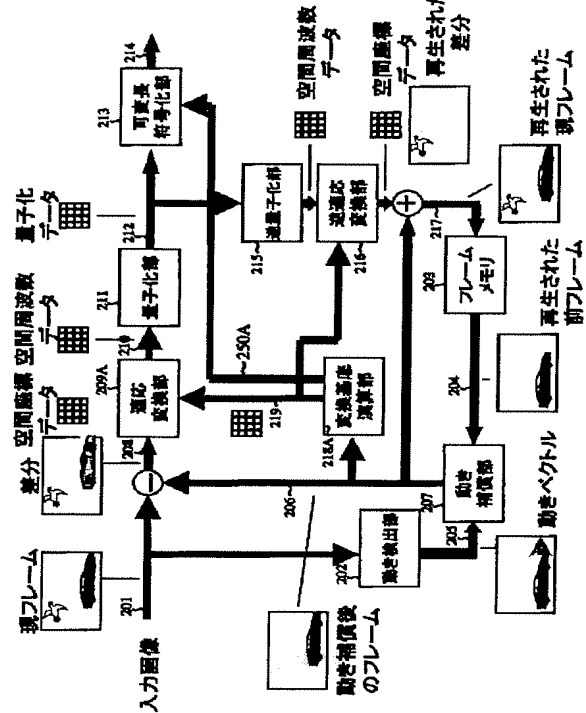 入力画像
現フレーム
201
差分
208
空間座標
データ
適応
変換部
209A
空間周波数
データ
210
量子化部
211
量子化
データ
212
可変長
符号化部
213
214
動き検出部
202
動き補償後
のフレーム
206
変換基底
演算部
218A
219
250A
逆量子化部
215
空間周波数
データ
逆適応
変換部
216
空間座標
データ
再生された
差分
217
再生された
現フレーム
フレーム
メモリ
203
204
再生された
前フレーム
動き
補償部
207
205
動きベクトル